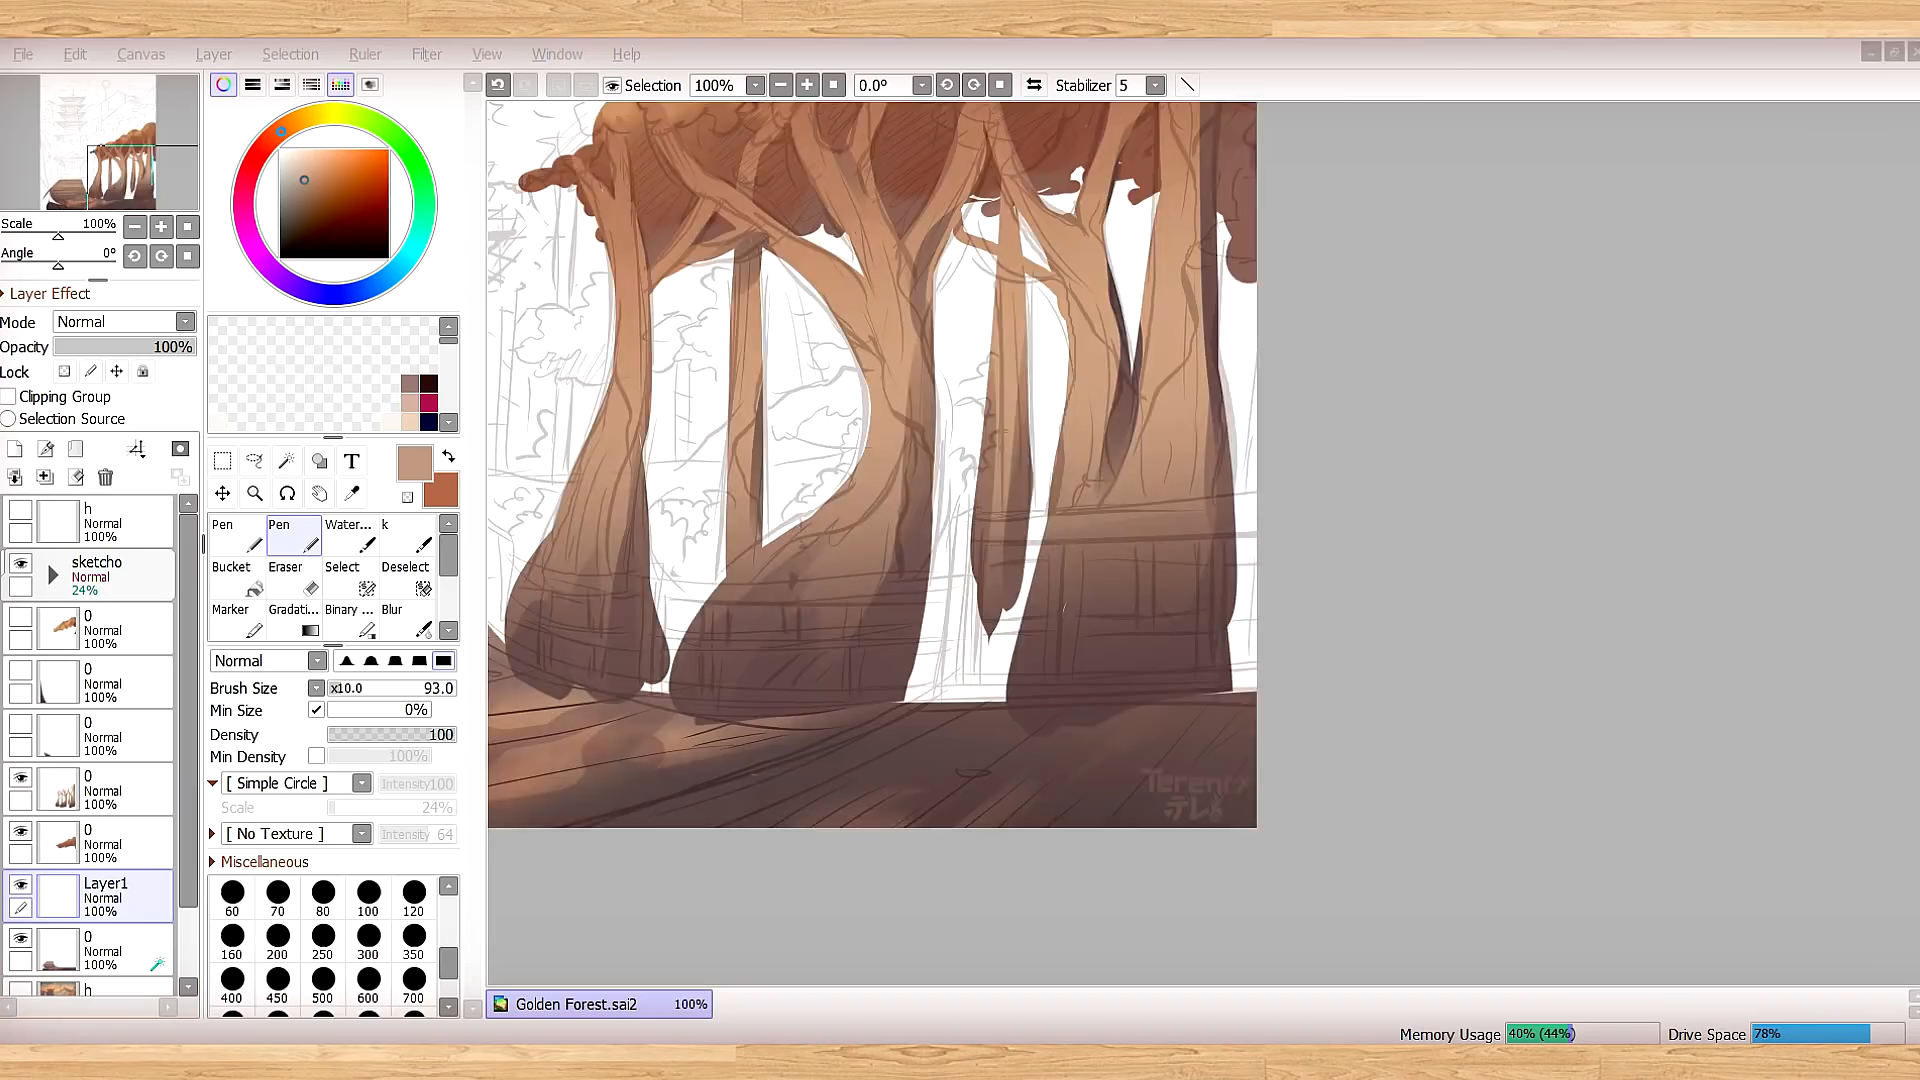 File Edit Canvas Layer Selection Ruler Filter View Window Help
Selection 100% 0.0° Stabilizer 5
Scale 100%
Angle 0°
Layer Effect
Mode Normal
Opacity 100%
Lock
Clipping Group
Selection Source
h
Normal
100%
sketcho
Normal
24%
0
Normal
100%
0
Normal
100%
0
Normal
100%
0
Normal
100%
0
Normal
100%
Layer1
Normal
100%
0
Normal
100%
h
T
Pen Pen Water... k
Bucket Eraser Select Deselect
Marker Gradati... Binary ... Blur
Normal
Brush Size x10.0 93.0
Min Size 0%
Density 100
Min Density 100%
[ Simple Circle ] Intensity 100
Scale 24%
[ No Texture ] Intensity 64
Miscellaneous
60 70 80 100 120
160 200 250 300 350
400 450 500 600 700
Terenrx
テレ
Golden Forest.sai2 100%
Memory Usage 40% (44%) Drive Space 78%